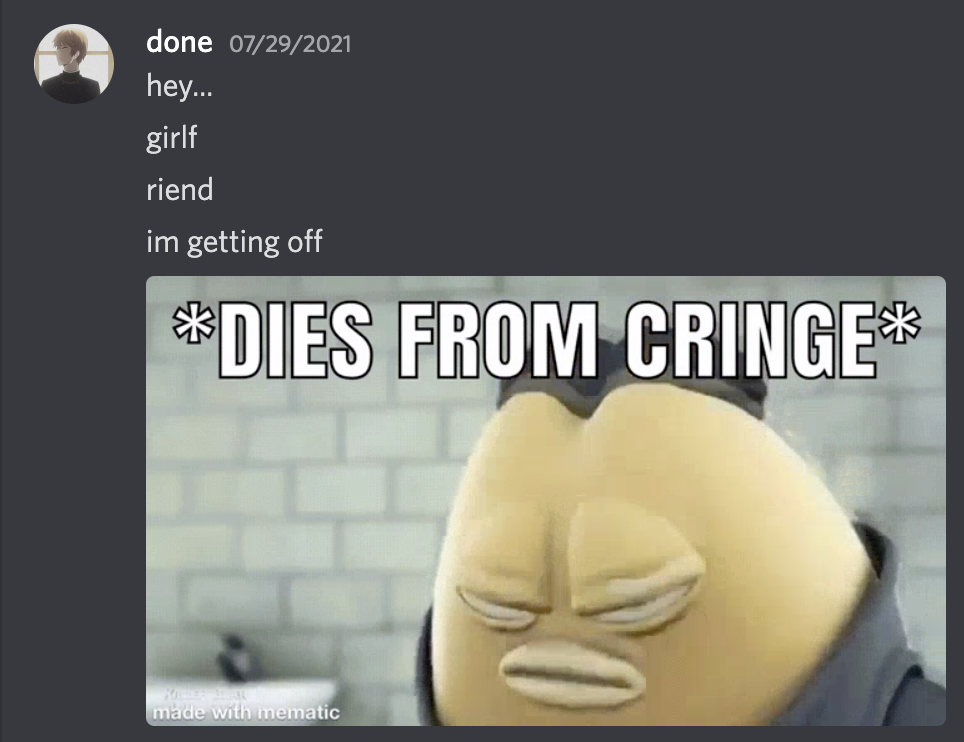 done 07/29/2021
hey...
girlf
riend
im getting off
*DIES FROM CRINGE*
made with mematic